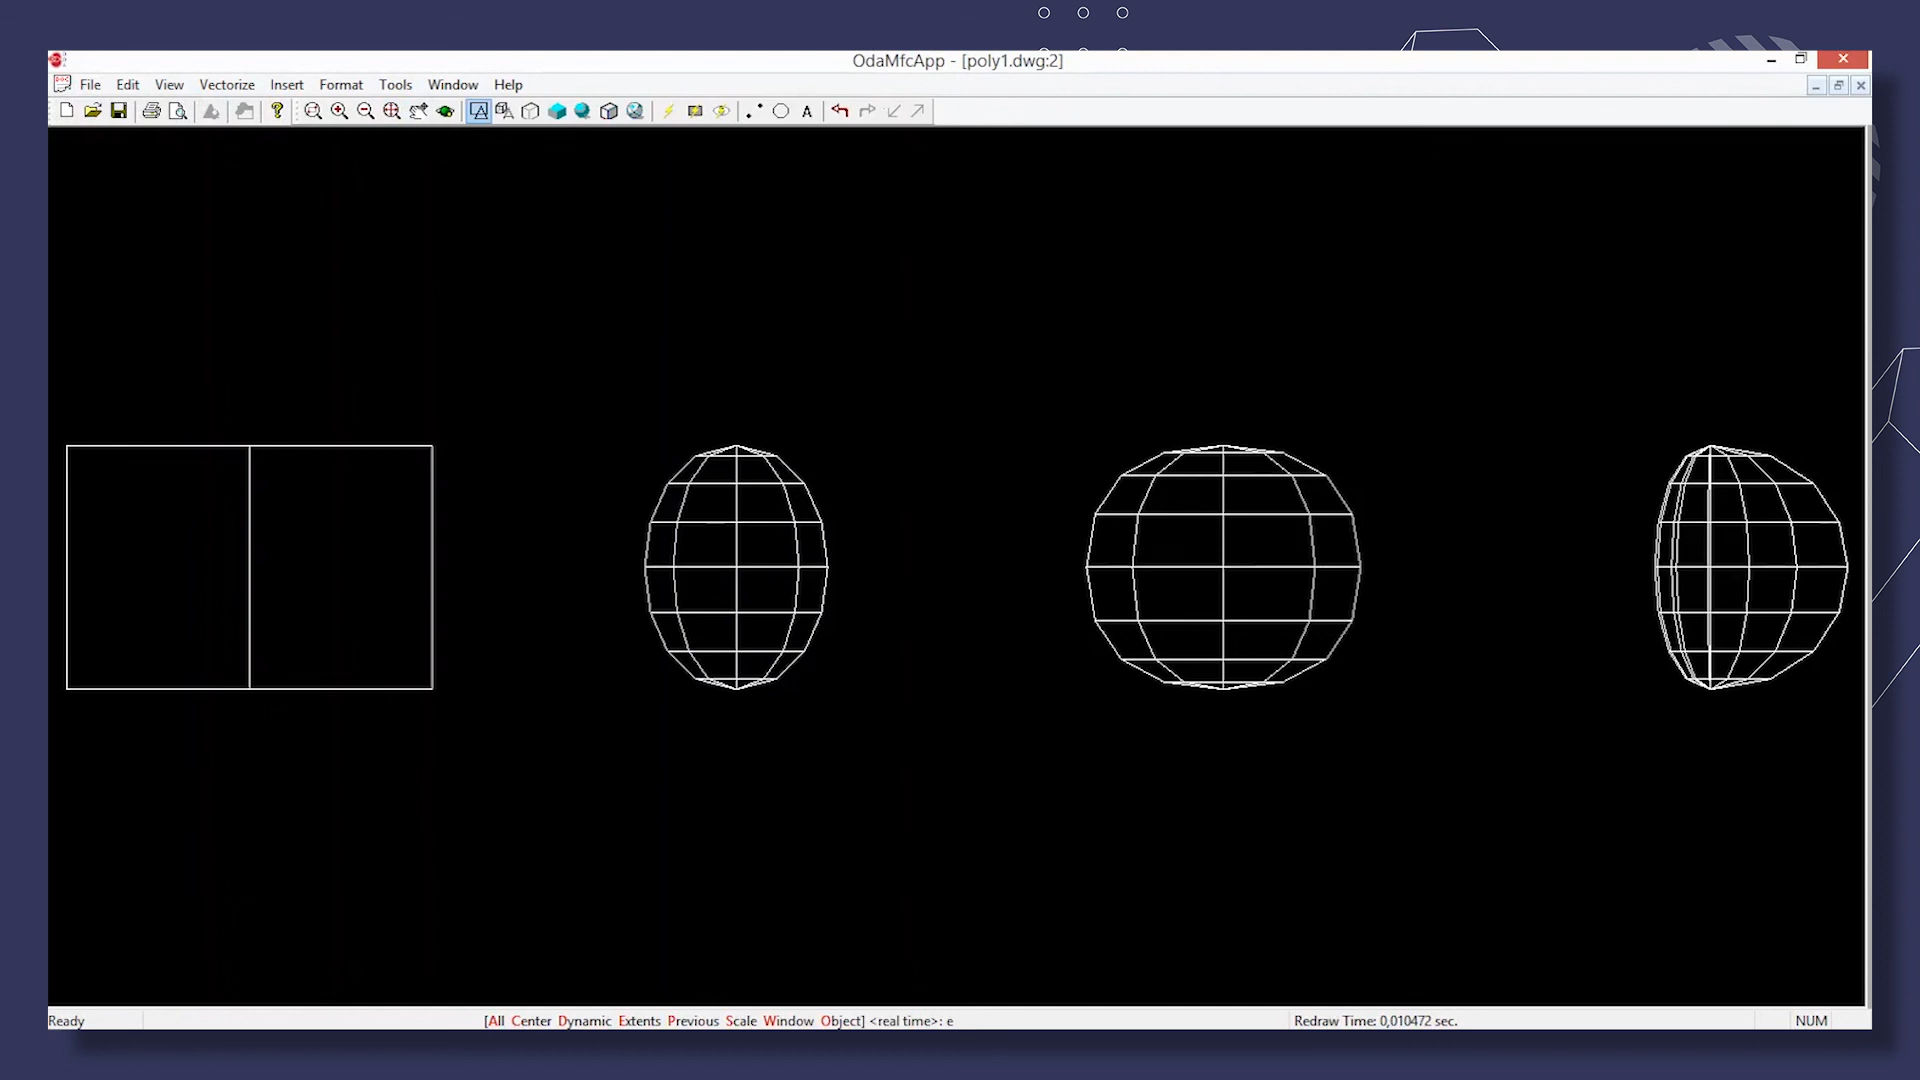 OdaMfcApp - [poly1.dwg:2]
File Edit View Vectorize Insert Format Tools Window Help
Ready
[All Center Dynamic Extents Previous Scale Window Object] <real time>: e
Redraw Time: 0,010472 sec.
NUM